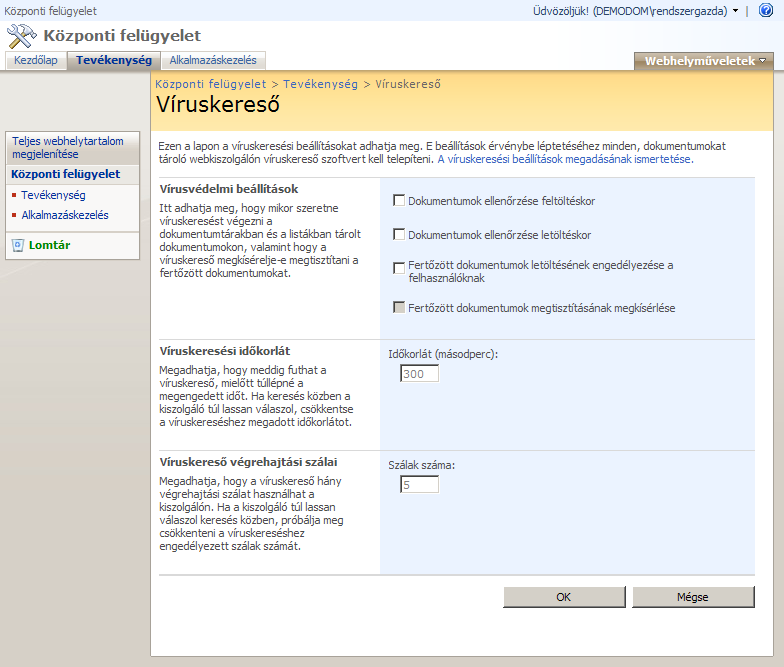 Központi felügyelet
Üdvözöljük! (DEMODOM\rendszergazda)
Központi felügyelet
Kezdőlap
Tevékenység
Alkalmazáskezelés
Webhelyműveletek
Központi felügyelet > Tevékenység > Víruskereső
Víruskereső
Teljes webhelytartalom
megjelenítése
Központi felügyelet
Tevékenység
Alkalmazáskezelés
Lomtár
Ezen a lapon a víruskeresési beállításokat adhatja meg. E beállítások érvénybe léptetéséhez minden, dokumentumokat
tároló webkiszolgálón víruskereső szoftvert kell telepíteni. A víruskeresési beállítások megadásának ismertetése.
Vírusvédelmi beállítások
Itt adhatja meg, hogy mikor szeretne
víruskeresést végezni a
dokumentumtárakban és a listákban tárolt
dokumentumokon, valamint hogy a
víruskereső megkísérelje-e megtisztítani a
fertőzött dokumentumokat.
Dokumentumok ellenőrzése feltöltéskor
Dokumentumok ellenőrzése letöltéskor
Fertőzött dokumentumok letöltésének engedélyezése a
felhasználóknak
Fertőzött dokumentumok megtisztításának megkísérlése
Víruskeresési időkorlát
Megadhatja, hogy meddig futhat a
víruskereső, mielőtt túllépné a
megengedett időt. Ha keresés közben a
kiszolgáló túl lassan válaszol, csökkentse
a víruskereséshez megadott időkorlátot.
Időkorlát (másodperc):
300
Víruskereső végrehajtási szálai
Megadhatja, hogy a víruskereső hány
végrehajtási szálat használhat a
kiszolgálón. Ha a kiszolgáló túl lassan
válaszol keresés közben, próbálja meg
csökkenteni a víruskereséshez
engedélyezett szálak számát.
Szálak száma:
5
OK
Mégse